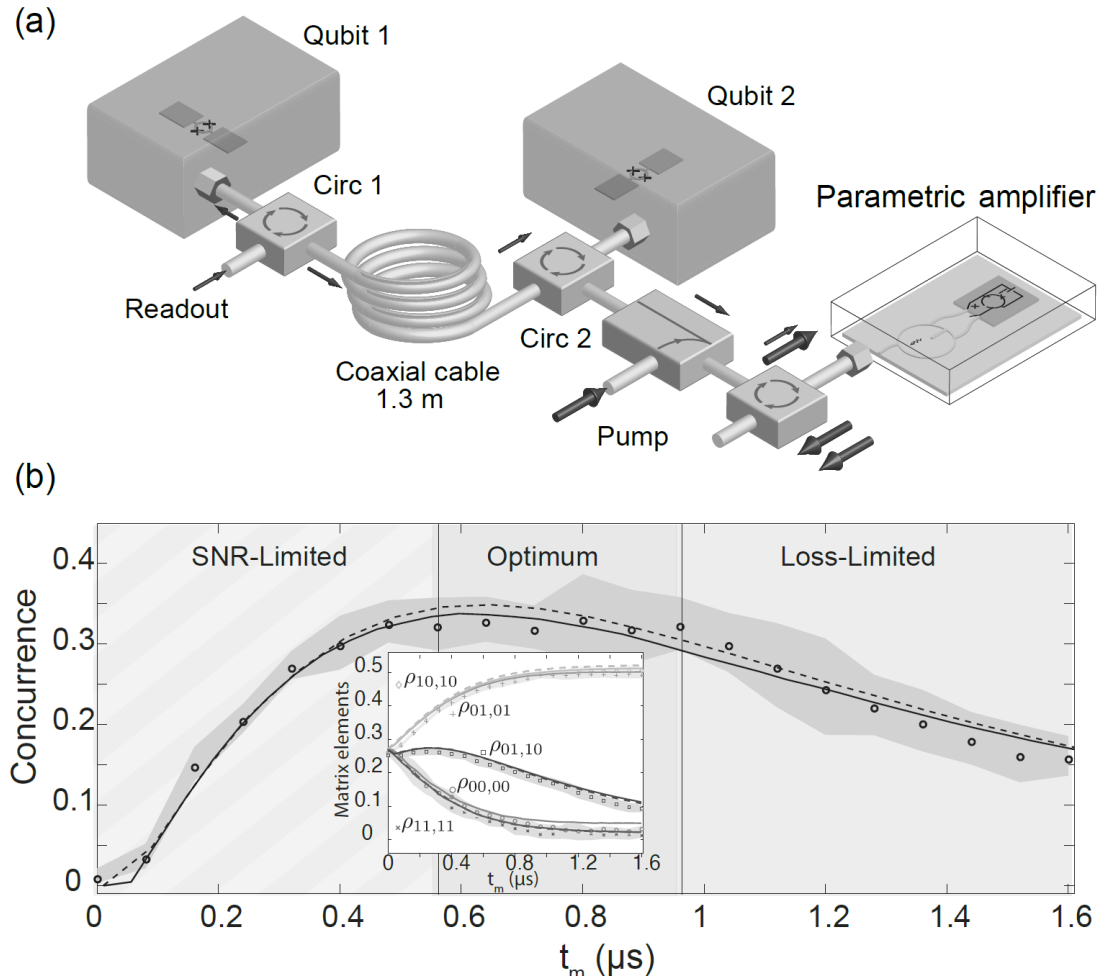 (a)
Qubit 1
Qubit 2
Circ 1
Parametric amplifier
Readout
Circ 2
Coaxial cable
1.3 m
Pump
(b)
SNR-Limited
Optimum
Loss-Limited
Concurrence
0.4
0.3
0.2
0.1
0
0
0.2
0.4
0.6
0.8
1
1.2
1.4
1.6
t_m (μs)
Matrix elements
0.5
0.4
0.3
0.2
0.1
0
ρ10,10
ρ01,01
ρ01,10
ρ00,00
ρ11,11
0
0.4
0.8
1.2
1.6
t_m (μs)